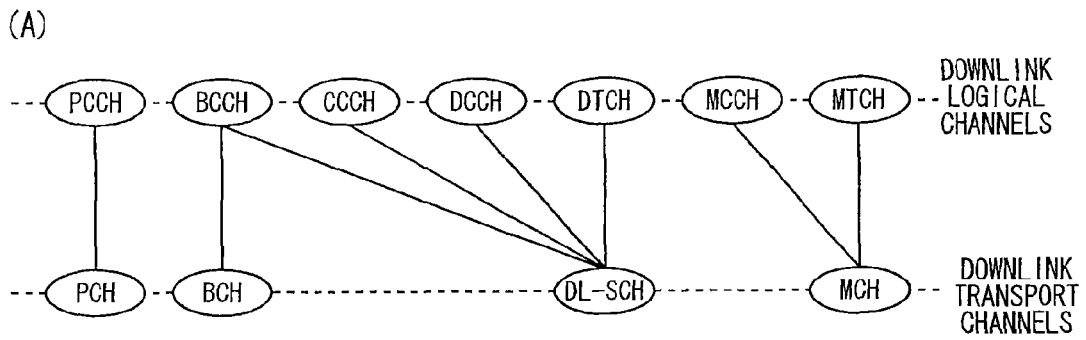 (A)
PCCH BCCH CCCH DCCH DTCH MCCH MTCH
DOWNLINK
LOGICAL
CHANNELS
PCH BCH DL-SCH MCH
DOWNLINK
TRANSPORT
CHANNELS